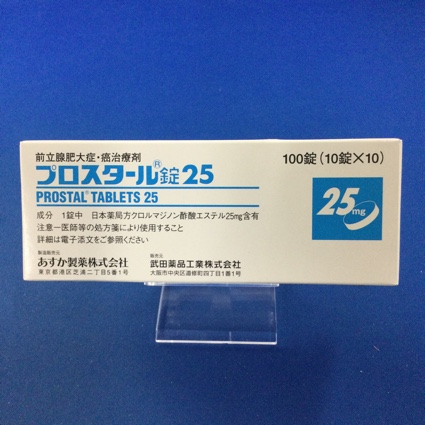 前立腺肥大症・癌治療剤
プロスタール®錠25
PROSTAL® TABLETS 25
100錠(10錠×10)
25mg
成分 1錠中 日本薬局方クロルマジノン酢酸エステル25mg含有
注意－医師等の処方箋により使用すること
詳細は電子添文をご参照ください
製造販売元
あすか製薬株式会社
東京都港区芝浦二丁目5番1号
販売元
武田薬品工業株式会社
大阪市中央区道修町四丁目1番1号